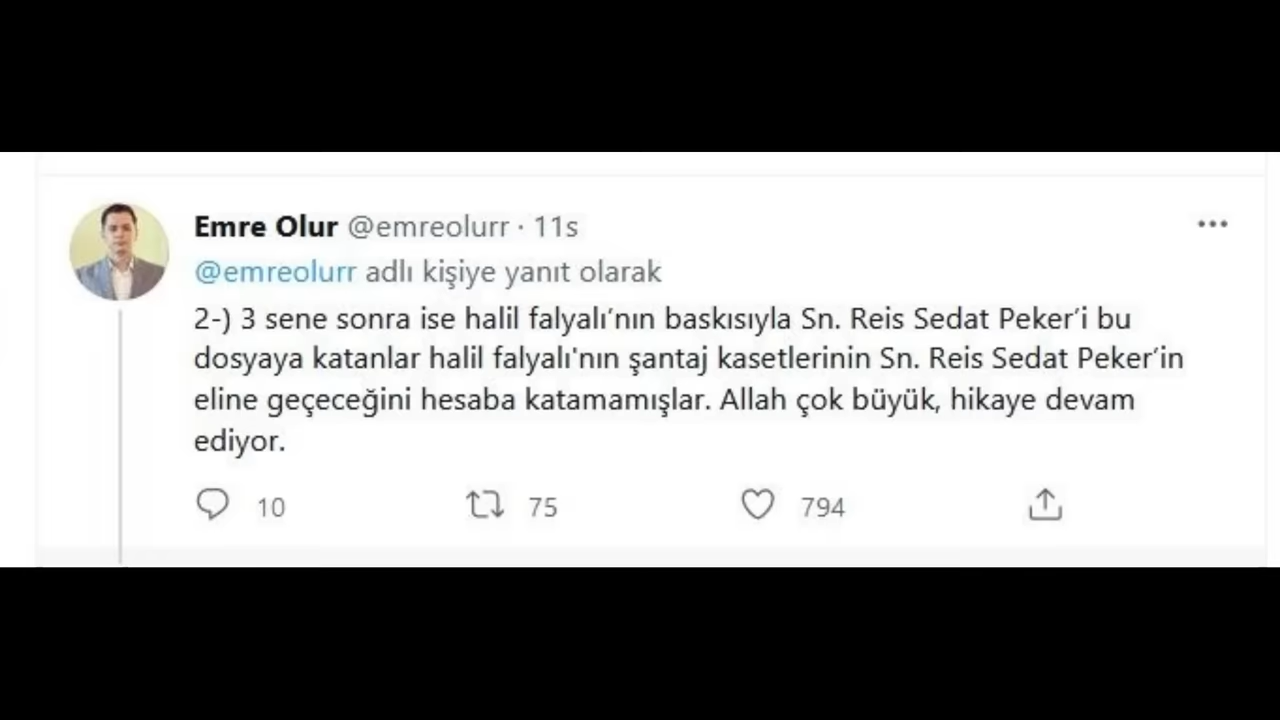 Emre Olur @emreolurr · 11s
@emreolurr adlı kişiye yanıt olarak
2-) 3 sene sonra ise halil falyalı’nın baskısıyla Sn. Reis Sedat Peker’i bu
dosyaya katanlar halil falyalı'nın şantaj kasetlerinin Sn. Reis Sedat Peker’in
eline geçeceğini hesaba katamamışlar. Allah çok büyük, hikaye devam
ediyor.
10 75 794